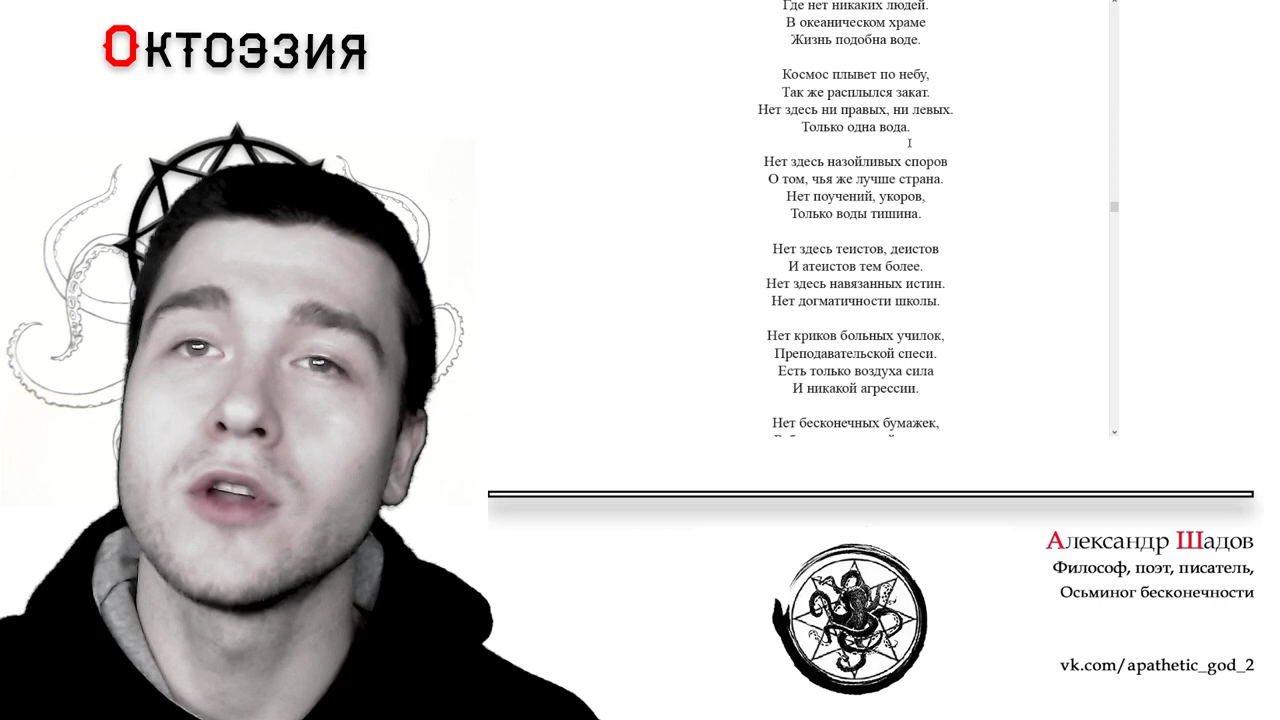 Октоэзия
Где нет никаких людей.
В океаническом храме
Жизнь подобна воде.
Космос плывет по небу,
Так же расплылся закат.
Нет здесь ни правых, ни левых.
Только одна вода.
Нет здесь назойливых споров
О том, чья же лучше страна.
Нет поучений, укоров,
Только воды тишина.
Нет здесь теистов, деистов
И атеистов тем более.
Нет здесь навязанных истин.
Нет догматичности школы.
Нет криков больных училок,
Преподавательской спеси.
Есть только воздуха сила
И никакой агрессии.
Нет бесконечных бумажек,
Александр Шадов
Философ, поэт, писатель,
Осьминог бесконечности
vk.com/apathetic_god_2